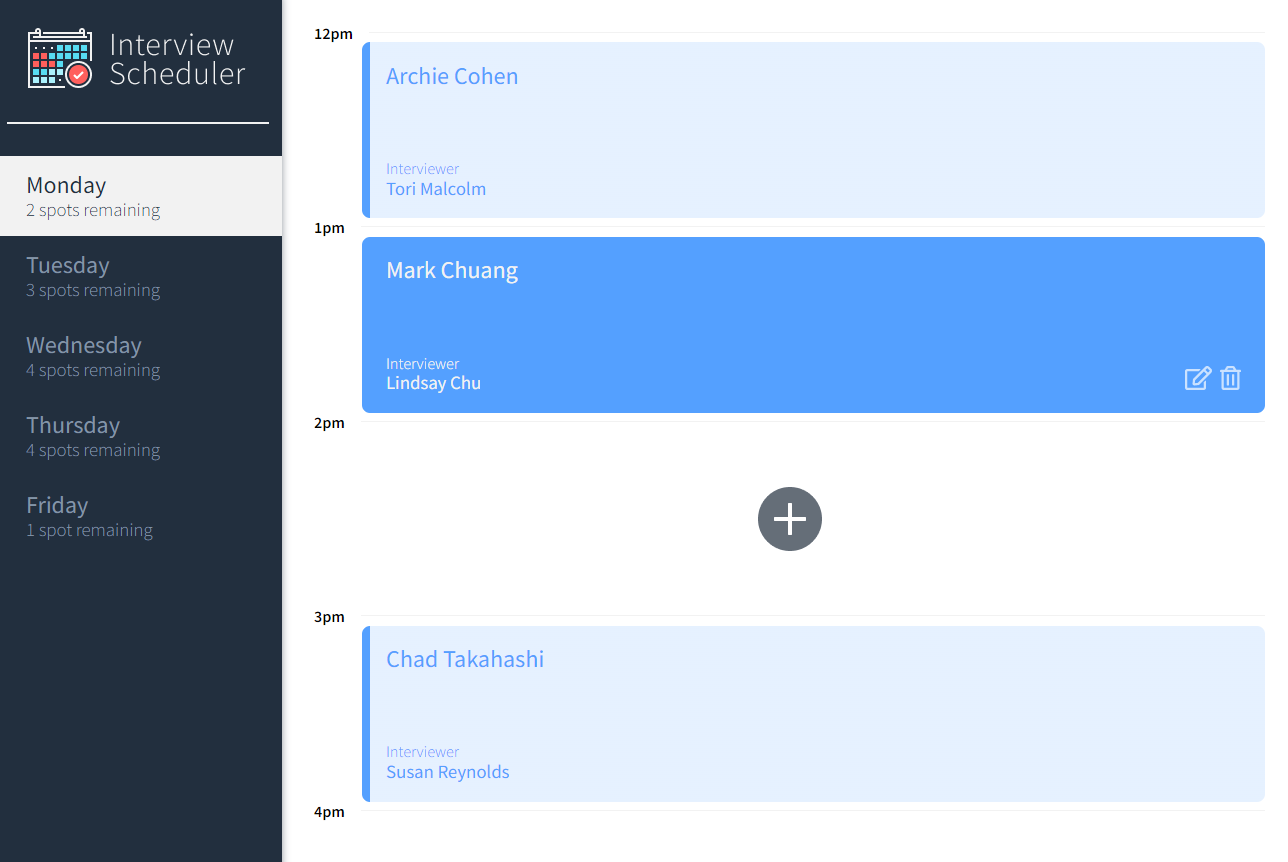 Interview
Scheduler
Monday
2 spots remaining
Tuesday
3 spots remaining
Wednesday
4 spots remaining
Thursday
4 spots remaining
Friday
1 spot remaining
12pm
Archie Cohen
Interviewer
Tori Malcolm
1pm
Mark Chuang
Interviewer
Lindsay Chu
2pm
3pm
Chad Takahashi
Interviewer
Susan Reynolds
4pm